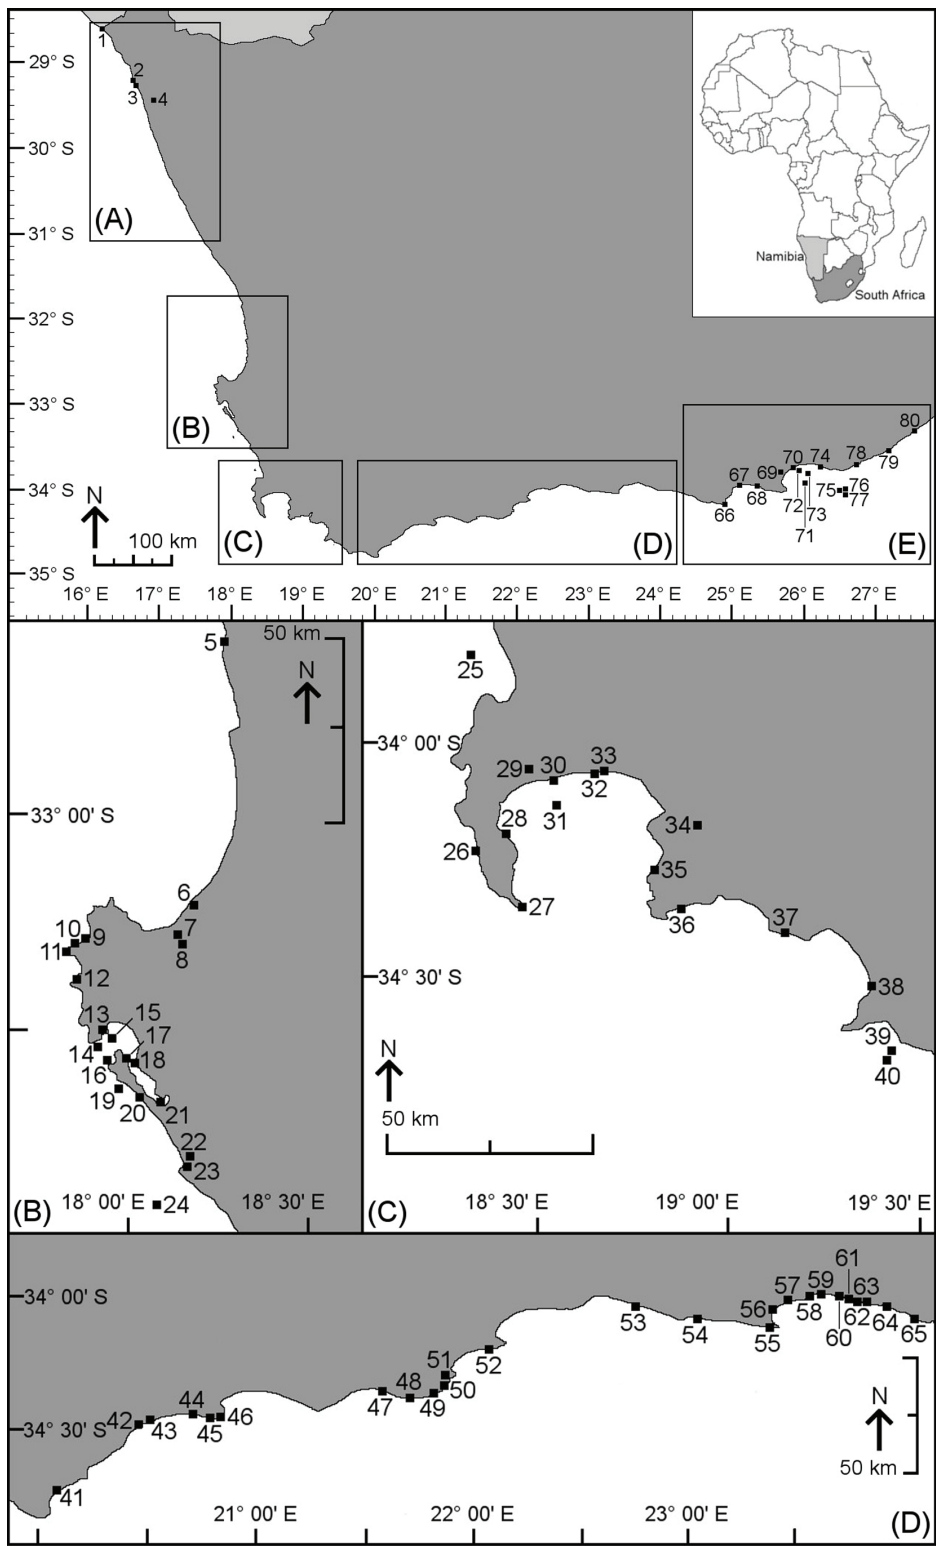 1
29° S
2
3
4
30° S
(A)
31° S
Namibia
South Africa
32° S
33° S
(B)
80
70 74 78
67 69
79
34° S
68
75 76
77
66
72 73
71
N
100 km
(C)
(D)
(E)
35° S
16° E 17° E 18° E 19° E 20° E 21° E 22° E 23° E 24° E 25° E 26° E 27° E
5
50 km
N
33° 00' S
6
7
8
10 9
11
12
13 15
17
14
18
16
19
20 21
22
23
24
18° 00' E 18° 30' E
(B)
25
34° 00' S
29 30 33
32
31
28
34
26
35
27
36
37
34° 30' S
38
39
40
N
50 km
18° 30' E 19° 00' E 19° 30' E
(C)
61
34° 00' S
57 59 63
56 58
62
60
64
65
53
54
55
52
51
50
48
47 49
44
42
43 45 46
34° 30' S
41
N
50 km
21° 00' E 22° 00' E 23° 00' E
(D)